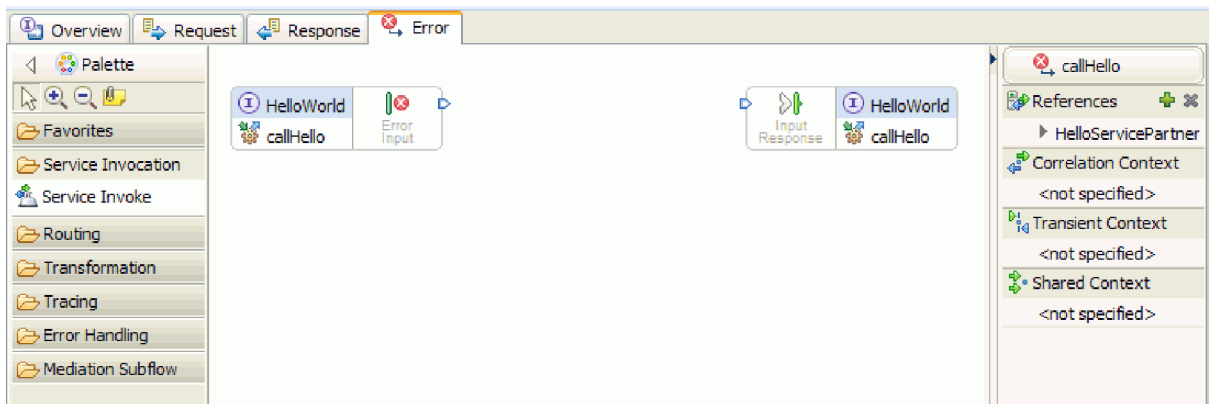 Overview Request Response Error
Palette
Favorites
Service Invocation
Service Invoke
Routing
Transformation
Tracing
Error Handling
Mediation Subflow
HelloWorld
callHello
Error
Input
Input
Response
HelloWorld
callHello
callHello
References
HelloServicePartner
Correlation Context
<not specified>
Transient Context
<not specified>
Shared Context
<not specified>